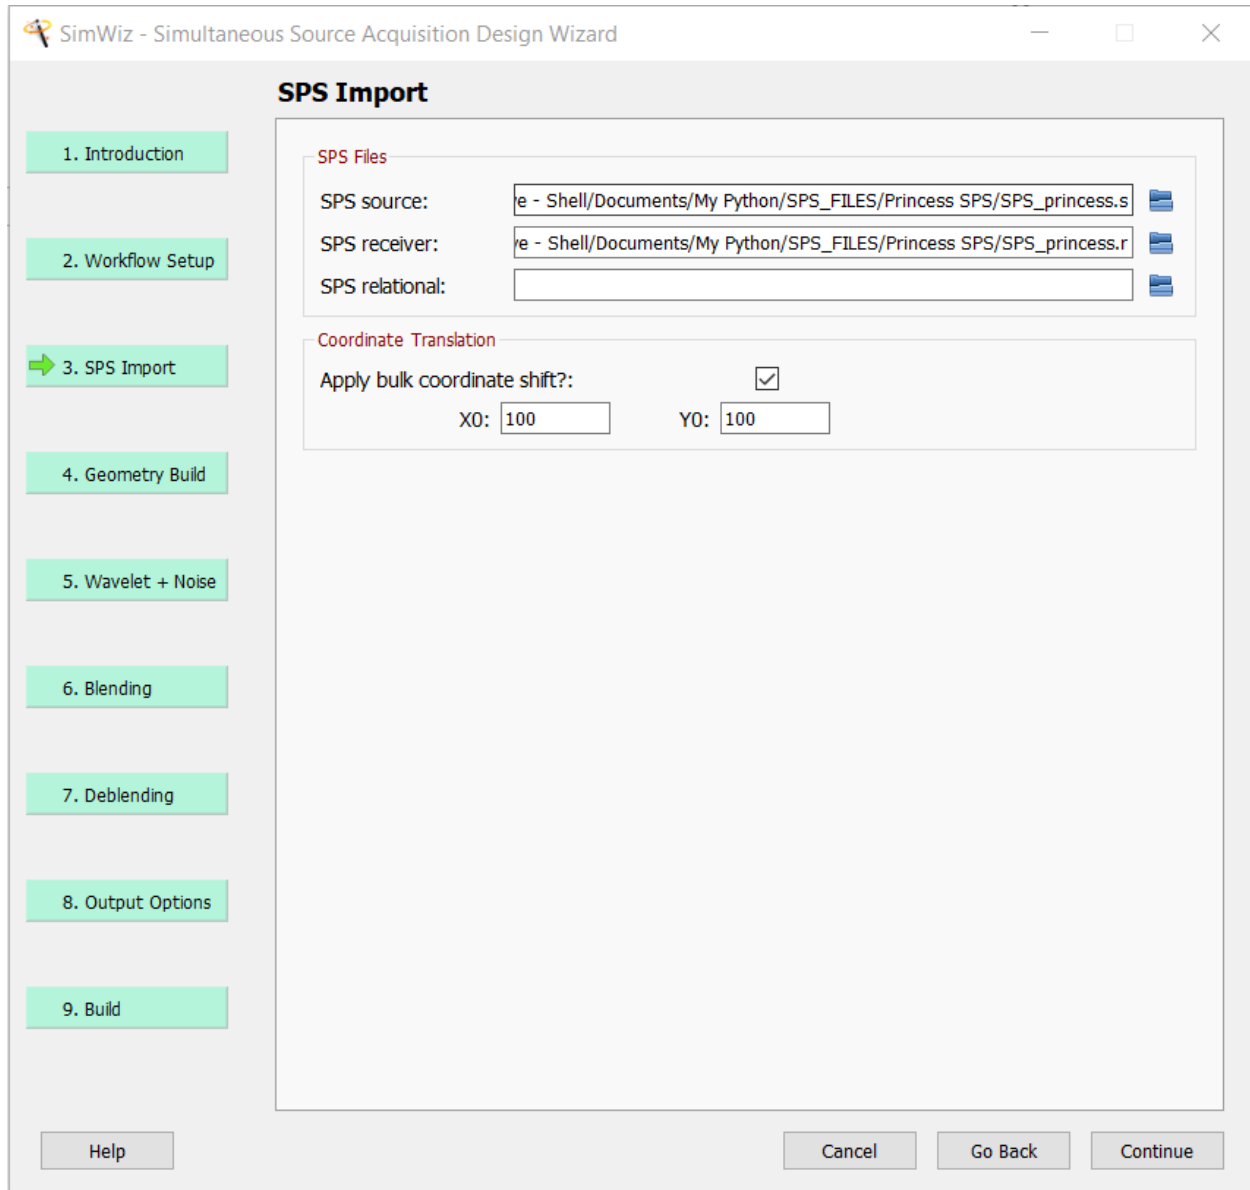 SimWiz - Simultaneous Source Acquisition Design Wizard
SPS Import
1. Introduction
2. Workflow Setup
3. SPS Import
4. Geometry Build
5. Wavelet + Noise
6. Blending
7. Deblending
8. Output Options
9. Build
SPS Files
SPS source: - Shell/Documents/My Python/SPS_FILES/Princess SPS/SPS_princess.s
SPS receiver: - Shell/Documents/My Python/SPS_FILES/Princess SPS/SPS_princess.r
SPS relational:
Coordinate Translation
Apply bulk coordinate shift?:
X0: 100 Y0: 100
Help Cancel Go Back Continue